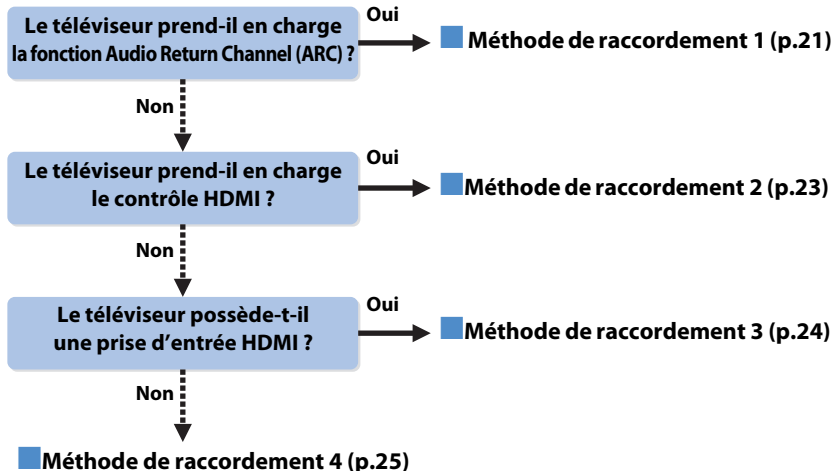 Le téléviseur prend-il en charge
la fonction Audio Return Channel (ARC) ?
Oui
Méthode de raccordement 1 (p.21)
Non
Le téléviseur prend-il en charge
le contrôle HDMI ?
Oui
Méthode de raccordement 2 (p.23)
Non
Le téléviseur possède-t-il
une prise d’entrée HDMI ?
Oui
Méthode de raccordement 3 (p.24)
Non
Méthode de raccordement 4 (p.25)